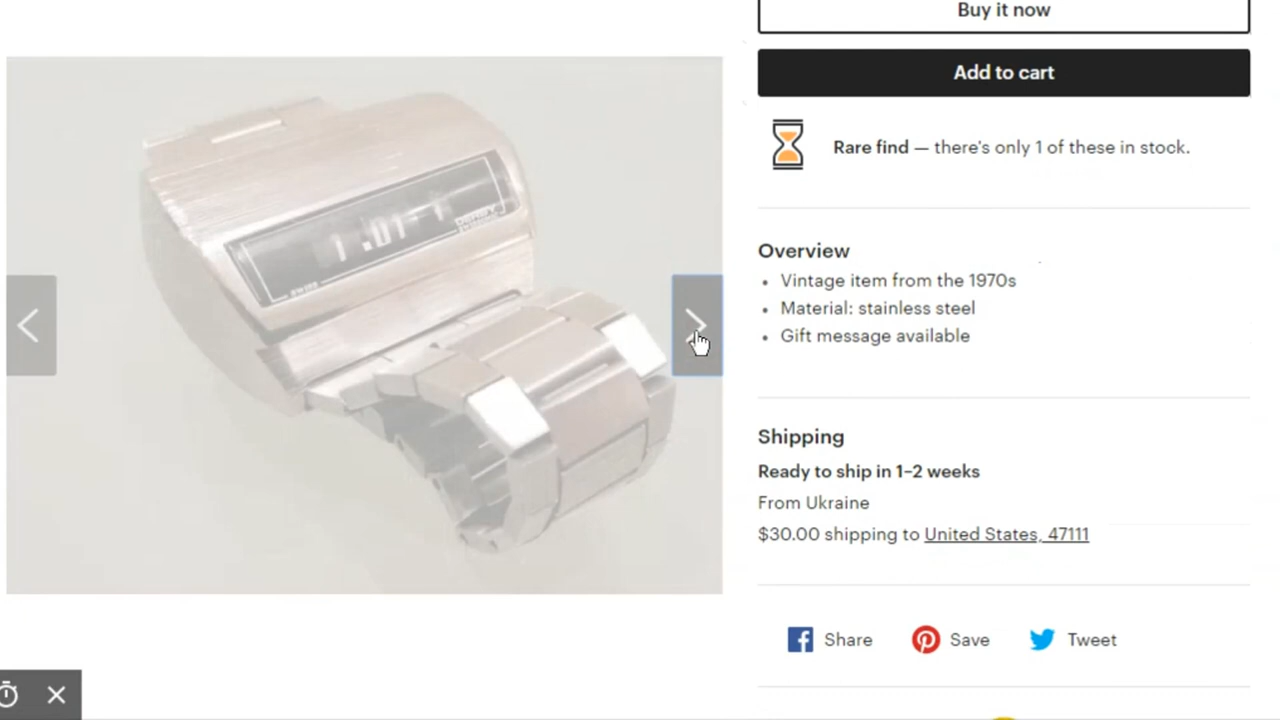 Buy it now
Add to cart
Rare find — there's only 1 of these in stock.
Overview
• Vintage item from the 1970s
• Material: stainless steel
• Gift message available
Shipping
Ready to ship in 1–2 weeks
From Ukraine
$30.00 shipping to United States, 47111
Share
Save
Tweet